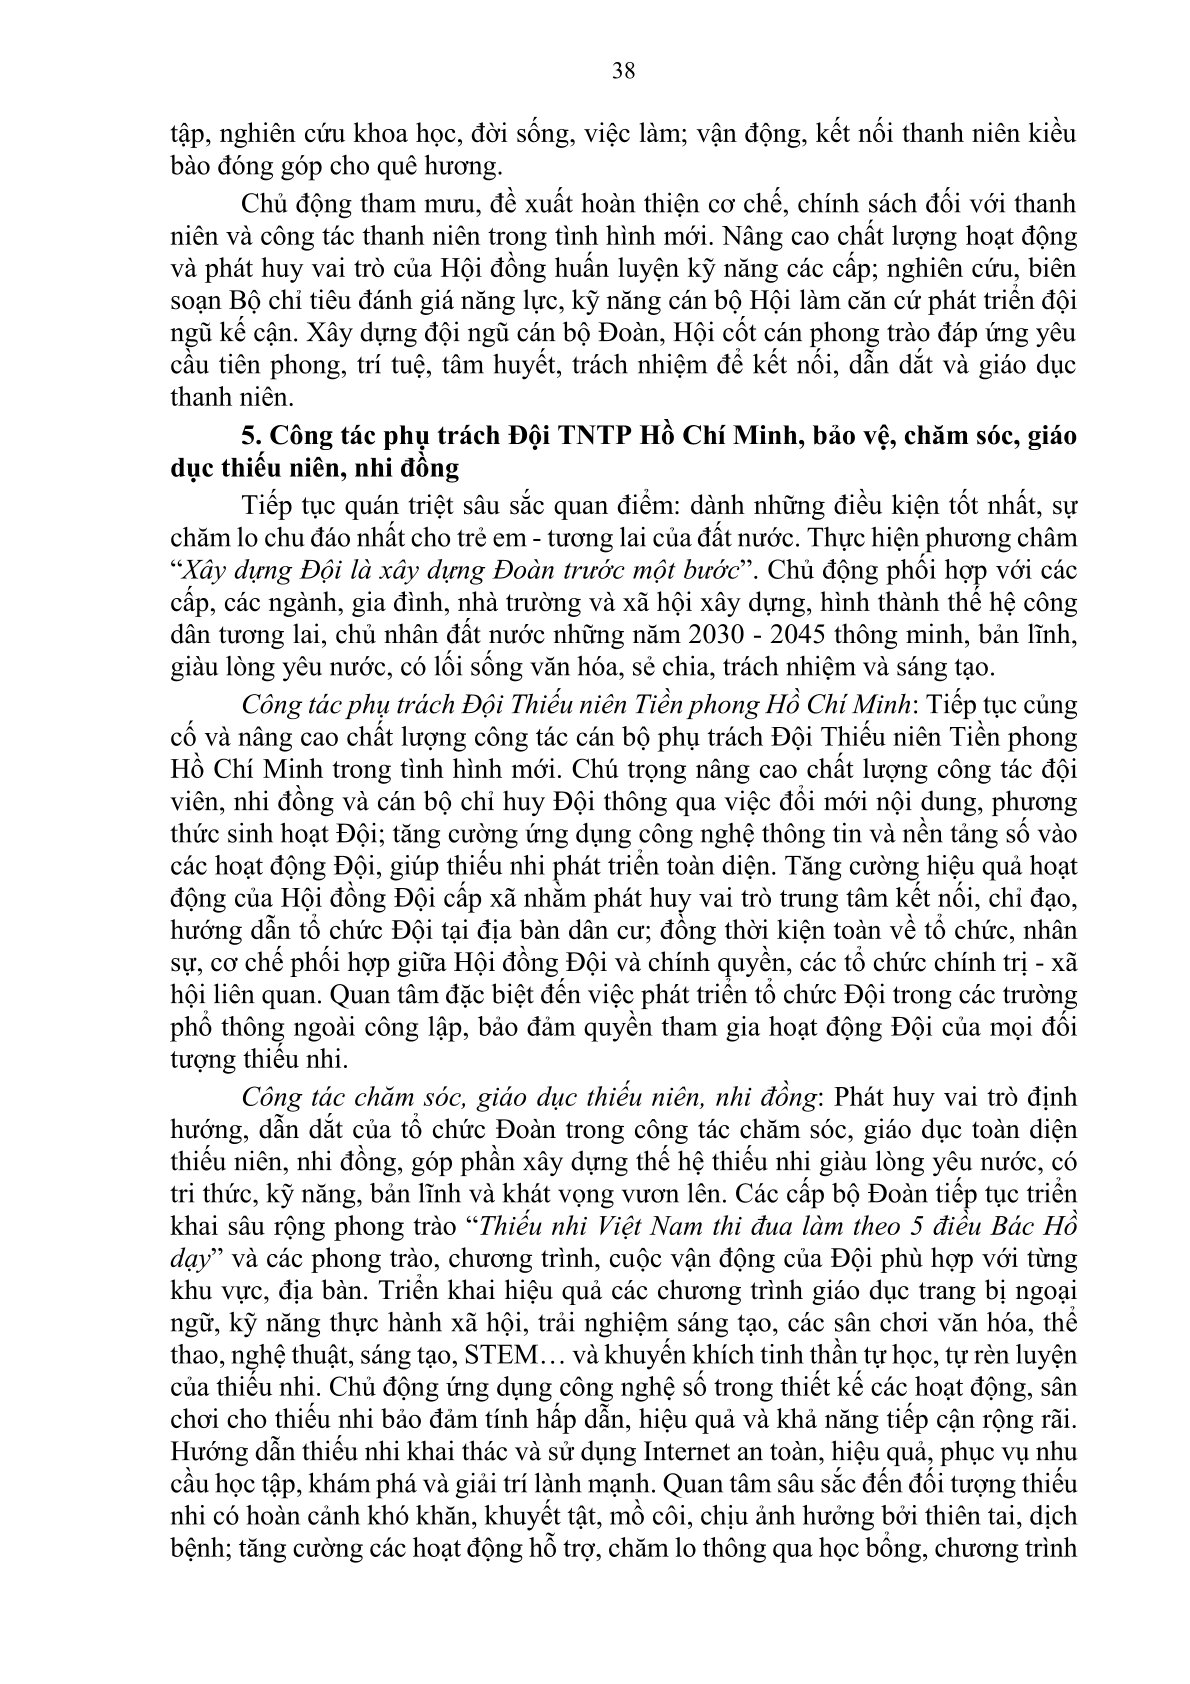 38
tập, nghiên cứu khoa học, đời sống, việc làm; vận động, kết nối thanh niên kiều
bào đóng góp cho quê hương.
Chủ động tham mưu, đề xuất hoàn thiện cơ chế, chính sách đối với thanh
niên và công tác thanh niên trong tình hình mới. Nâng cao chất lượng hoạt động
và phát huy vai trò của Hội đồng huấn luyện kỹ năng các cấp; nghiên cứu, biên
soạn Bộ chỉ tiêu đánh giá năng lực, kỹ năng cán bộ Hội làm căn cứ phát triển đội
ngũ kế cận. Xây dựng đội ngũ cán bộ Đoàn, Hội cốt cán phong trào đáp ứng yêu
cầu tiên phong, trí tuệ, tâm huyết, trách nhiệm để kết nối, dẫn dắt và giáo dục
thanh niên.
5. Công tác phụ trách Đội TNTP Hồ Chí Minh, bảo vệ, chăm sóc, giáo
dục thiếu niên, nhi đồng
Tiếp tục quán triệt sâu sắc quan điểm: dành những điều kiện tốt nhất, sự
chăm lo chu đáo nhất cho trẻ em - tương lai của đất nước. Thực hiện phương châm
“Xây dựng Đội là xây dựng Đoàn trước một bước”. Chủ động phối hợp với các
cấp, các ngành, gia đình, nhà trường và xã hội xây dựng, hình thành thế hệ công
dân tương lai, chủ nhân đất nước những năm 2030 - 2045 thông minh, bản lĩnh,
giàu lòng yêu nước, có lối sống văn hóa, sẻ chia, trách nhiệm và sáng tạo.
Công tác phụ trách Đội Thiếu niên Tiền phong Hồ Chí Minh: Tiếp tục củng
cố và nâng cao chất lượng công tác cán bộ phụ trách Đội Thiếu niên Tiền phong
Hồ Chí Minh trong tình hình mới. Chú trọng nâng cao chất lượng công tác đội
viên, nhi đồng và cán bộ chỉ huy Đội thông qua việc đổi mới nội dung, phương
thức sinh hoạt Đội; tăng cường ứng dụng công nghệ thông tin và nền tảng số vào
các hoạt động Đội, giúp thiếu nhi phát triển toàn diện. Tăng cường hiệu quả hoạt
động của Hội đồng Đội cấp xã nhằm phát huy vai trò trung tâm kết nối, chỉ đạo,
hướng dẫn tổ chức Đội tại địa bàn dân cư; đồng thời kiện toàn về tổ chức, nhân
sự, cơ chế phối hợp giữa Hội đồng Đội và chính quyền, các tổ chức chính trị - xã
hội liên quan. Quan tâm đặc biệt đến việc phát triển tổ chức Đội trong các trường
phổ thông ngoài công lập, bảo đảm quyền tham gia hoạt động Đội của mọi đối
tượng thiếu nhi.
Công tác chăm sóc, giáo dục thiếu niên, nhi đồng: Phát huy vai trò định
hướng, dẫn dắt của tổ chức Đoàn trong công tác chăm sóc, giáo dục toàn diện
thiếu niên, nhi đồng, góp phần xây dựng thế hệ thiếu nhi giàu lòng yêu nước, có
tri thức, kỹ năng, bản lĩnh và khát vọng vươn lên. Các cấp bộ Đoàn tiếp tục triển
khai sâu rộng phong trào “Thiếu nhi Việt Nam thi đua làm theo 5 điều Bác Hồ
dạy” và các phong trào, chương trình, cuộc vận động của Đội phù hợp với từng
khu vực, địa bàn. Triển khai hiệu quả các chương trình giáo dục trang bị ngoại
ngữ, kỹ năng thực hành xã hội, trải nghiệm sáng tạo, các sân chơi văn hóa, thể
thao, nghệ thuật, sáng tạo, STEM… và khuyến khích tinh thần tự học, tự rèn luyện
của thiếu nhi. Chủ động ứng dụng công nghệ số trong thiết kế các hoạt động, sân
chơi cho thiếu nhi bảo đảm tính hấp dẫn, hiệu quả và khả năng tiếp cận rộng rãi.
Hướng dẫn thiếu nhi khai thác và sử dụng Internet an toàn, hiệu quả, phục vụ nhu
cầu học tập, khám phá và giải trí lành mạnh. Quan tâm sâu sắc đến đối tượng thiếu
nhi có hoàn cảnh khó khăn, khuyết tật, mồ côi, chịu ảnh hưởng bởi thiên tai, dịch
bệnh; tăng cường các hoạt động hỗ trợ, chăm lo thông qua học bổng, chương trình